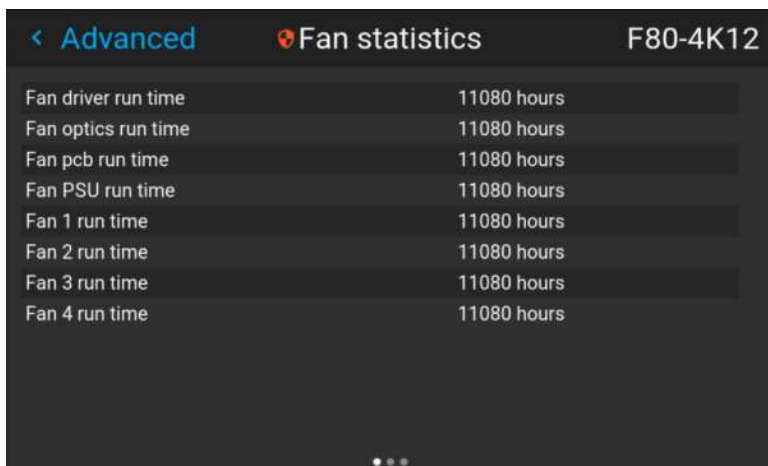 ‹ Advanced Fan statistics F80-4K12
Fan driver run time 11080 hours
Fan optics run time 11080 hours
Fan pcb run time 11080 hours
Fan PSU run time 11080 hours
Fan 1 run time 11080 hours
Fan 2 run time 11080 hours
Fan 3 run time 11080 hours
Fan 4 run time 11080 hours